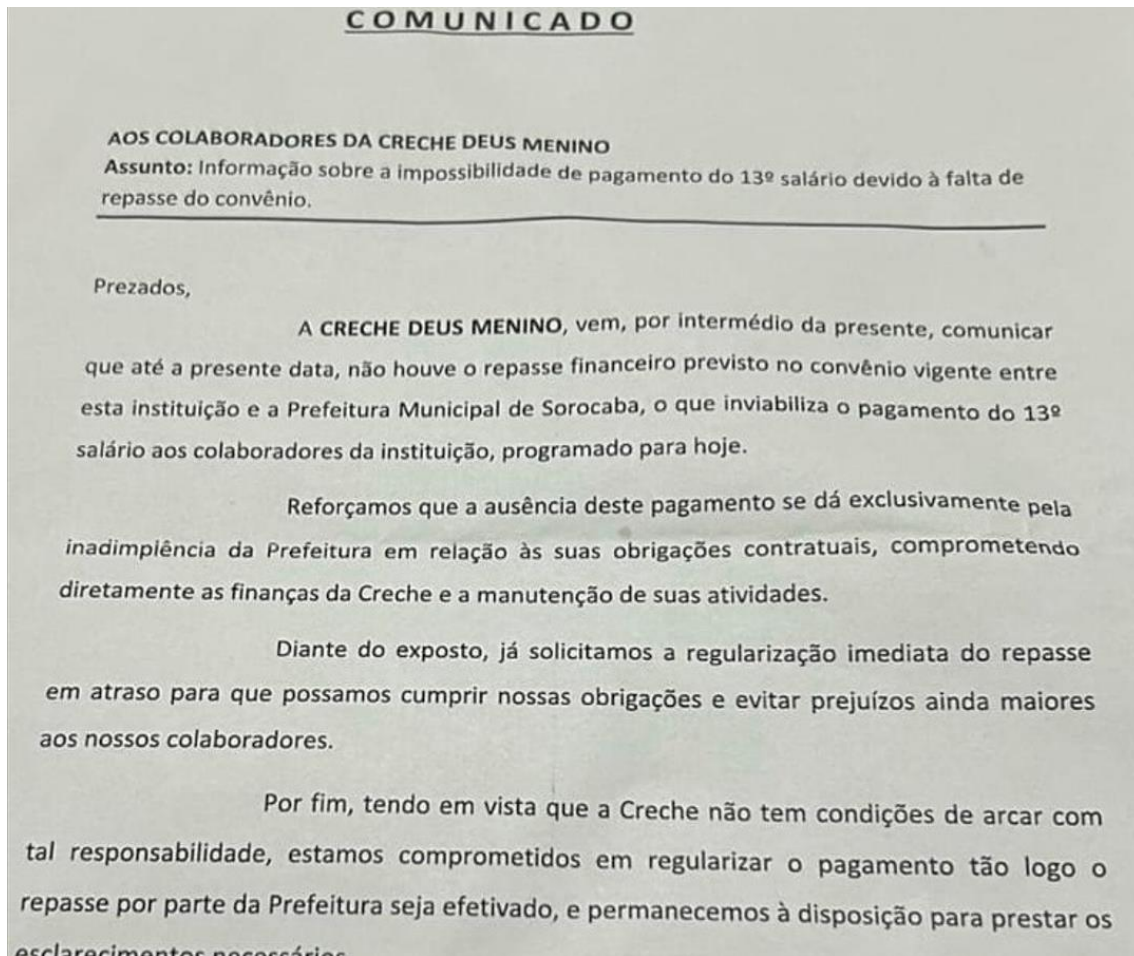 COMUNICADO
AOS COLABORADORES DA CRECHE DEUS MENINO
Assunto: Informação sobre a impossibilidade de pagamento do 13º salário devido à falta de
repasse do convênio.
Prezados,
A CRECHE DEUS MENINO, vem, por intermédio da presente, comunicar
que até a presente data, não houve o repasse financeiro previsto no convênio vigente entre
esta instituição e a Prefeitura Municipal de Sorocaba, o que inviabiliza o pagamento do 13º
salário aos colaboradores da instituição, programado para hoje.
Reforçamos que a ausência deste pagamento se dá exclusivamente pela
inadimplência da Prefeitura em relação às suas obrigações contratuais, comprometendo
diretamente as finanças da Creche e a manutenção de suas atividades.
Diante do exposto, já solicitamos a regularização imediata do repasse
em atraso para que possamos cumprir nossas obrigações e evitar prejuízos ainda maiores
aos nossos colaboradores.
Por fim, tendo em vista que a Creche não tem condições de arcar com
tal responsabilidade, estamos comprometidos em regularizar o pagamento tão logo o
repasse por parte da Prefeitura seja efetivado, e permanecemos à disposição para prestar os
esclarecimentos necessários.